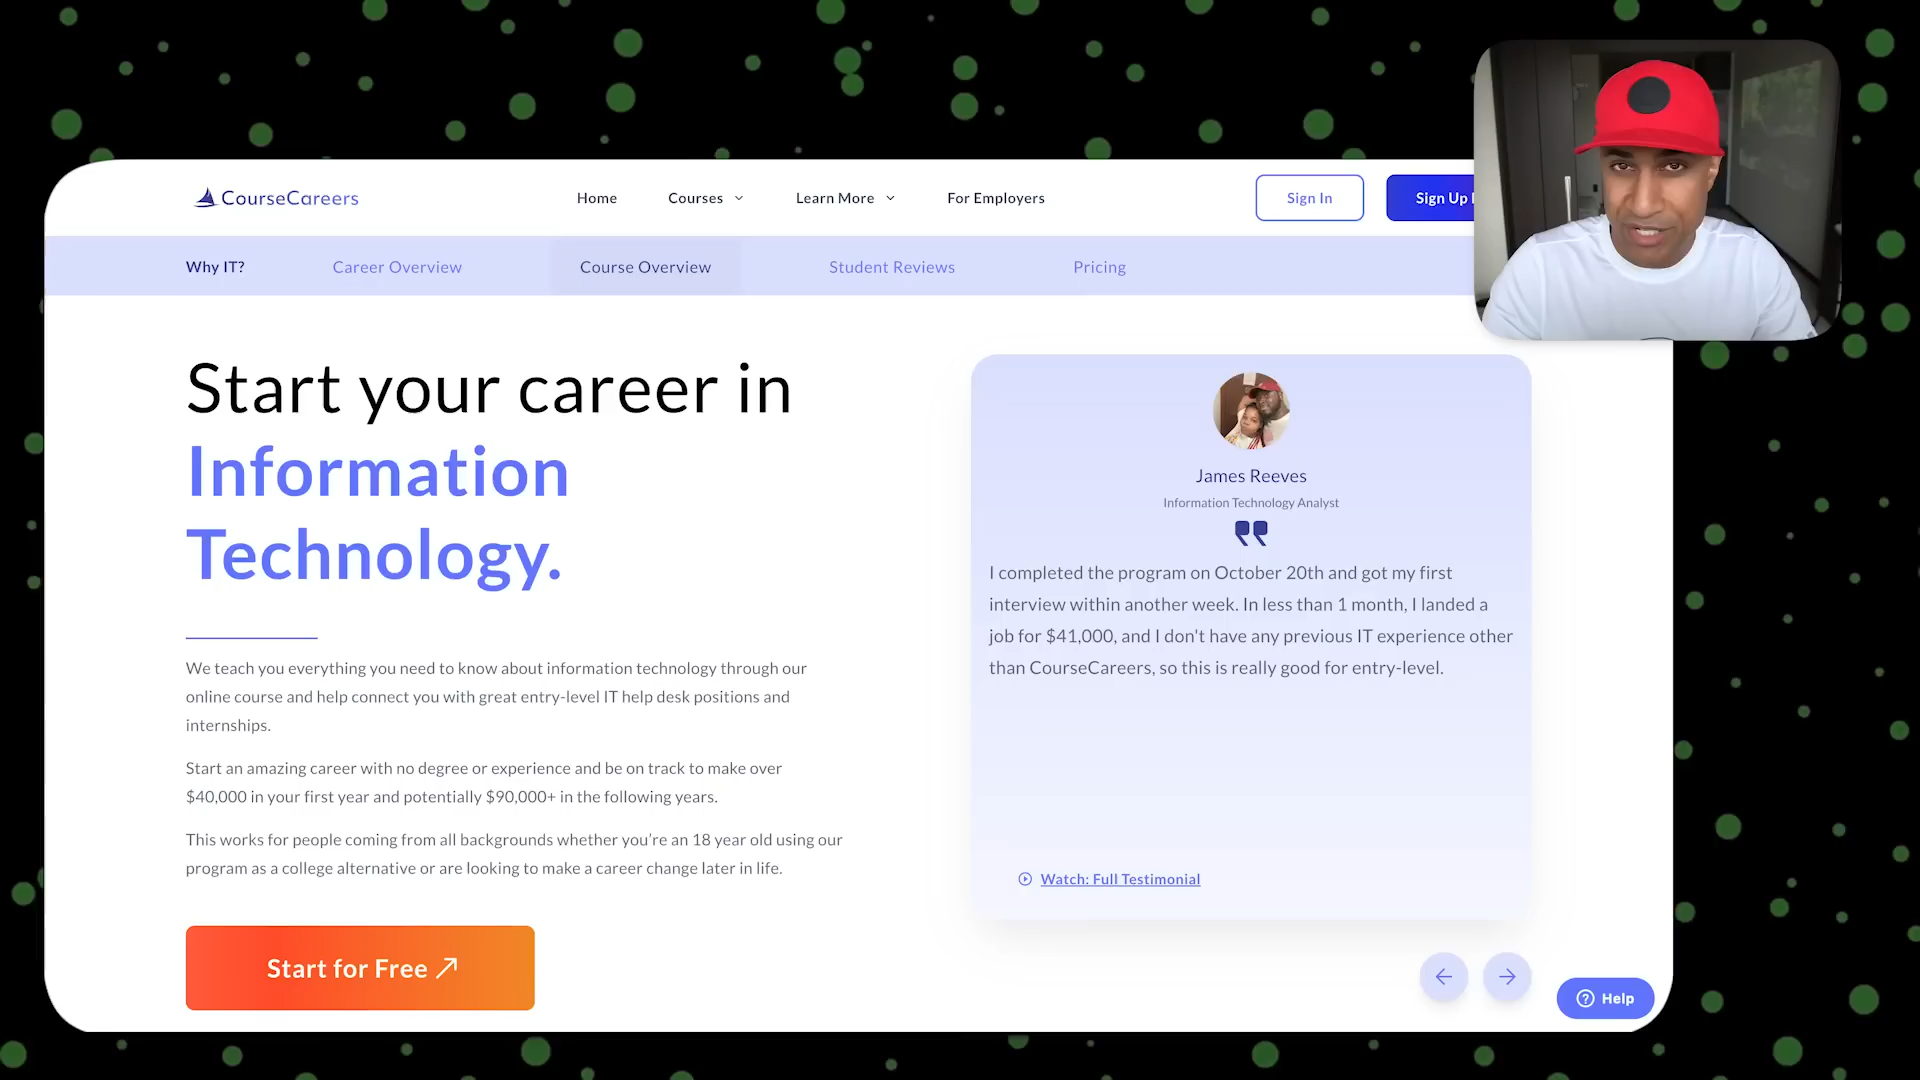 CourseCareers
Home
Courses
Learn More
For Employers
Sign In
Sign Up
Why IT?
Career Overview
Course Overview
Student Reviews
Pricing
Start your career in
Information
Technology.
We teach you everything you need to know about information technology through our
online course and help connect you with great entry-level IT help desk positions and
internships.
Start an amazing career with no degree or experience and be on track to make over
$40,000 in your first year and potentially $90,000+ in the following years.
This works for people coming from all backgrounds whether you’re an 18 year old using our
program as a college alternative or are looking to make a career change later in life.
Start for Free
James Reeves
Information Technology Analyst
I completed the program on October 20th and got my first
interview within another week. In less than 1 month, I landed a
job for $41,000, and I don't have any previous IT experience other
than CourseCareers, so this is really good for entry-level.
Watch: Full Testimonial
Help